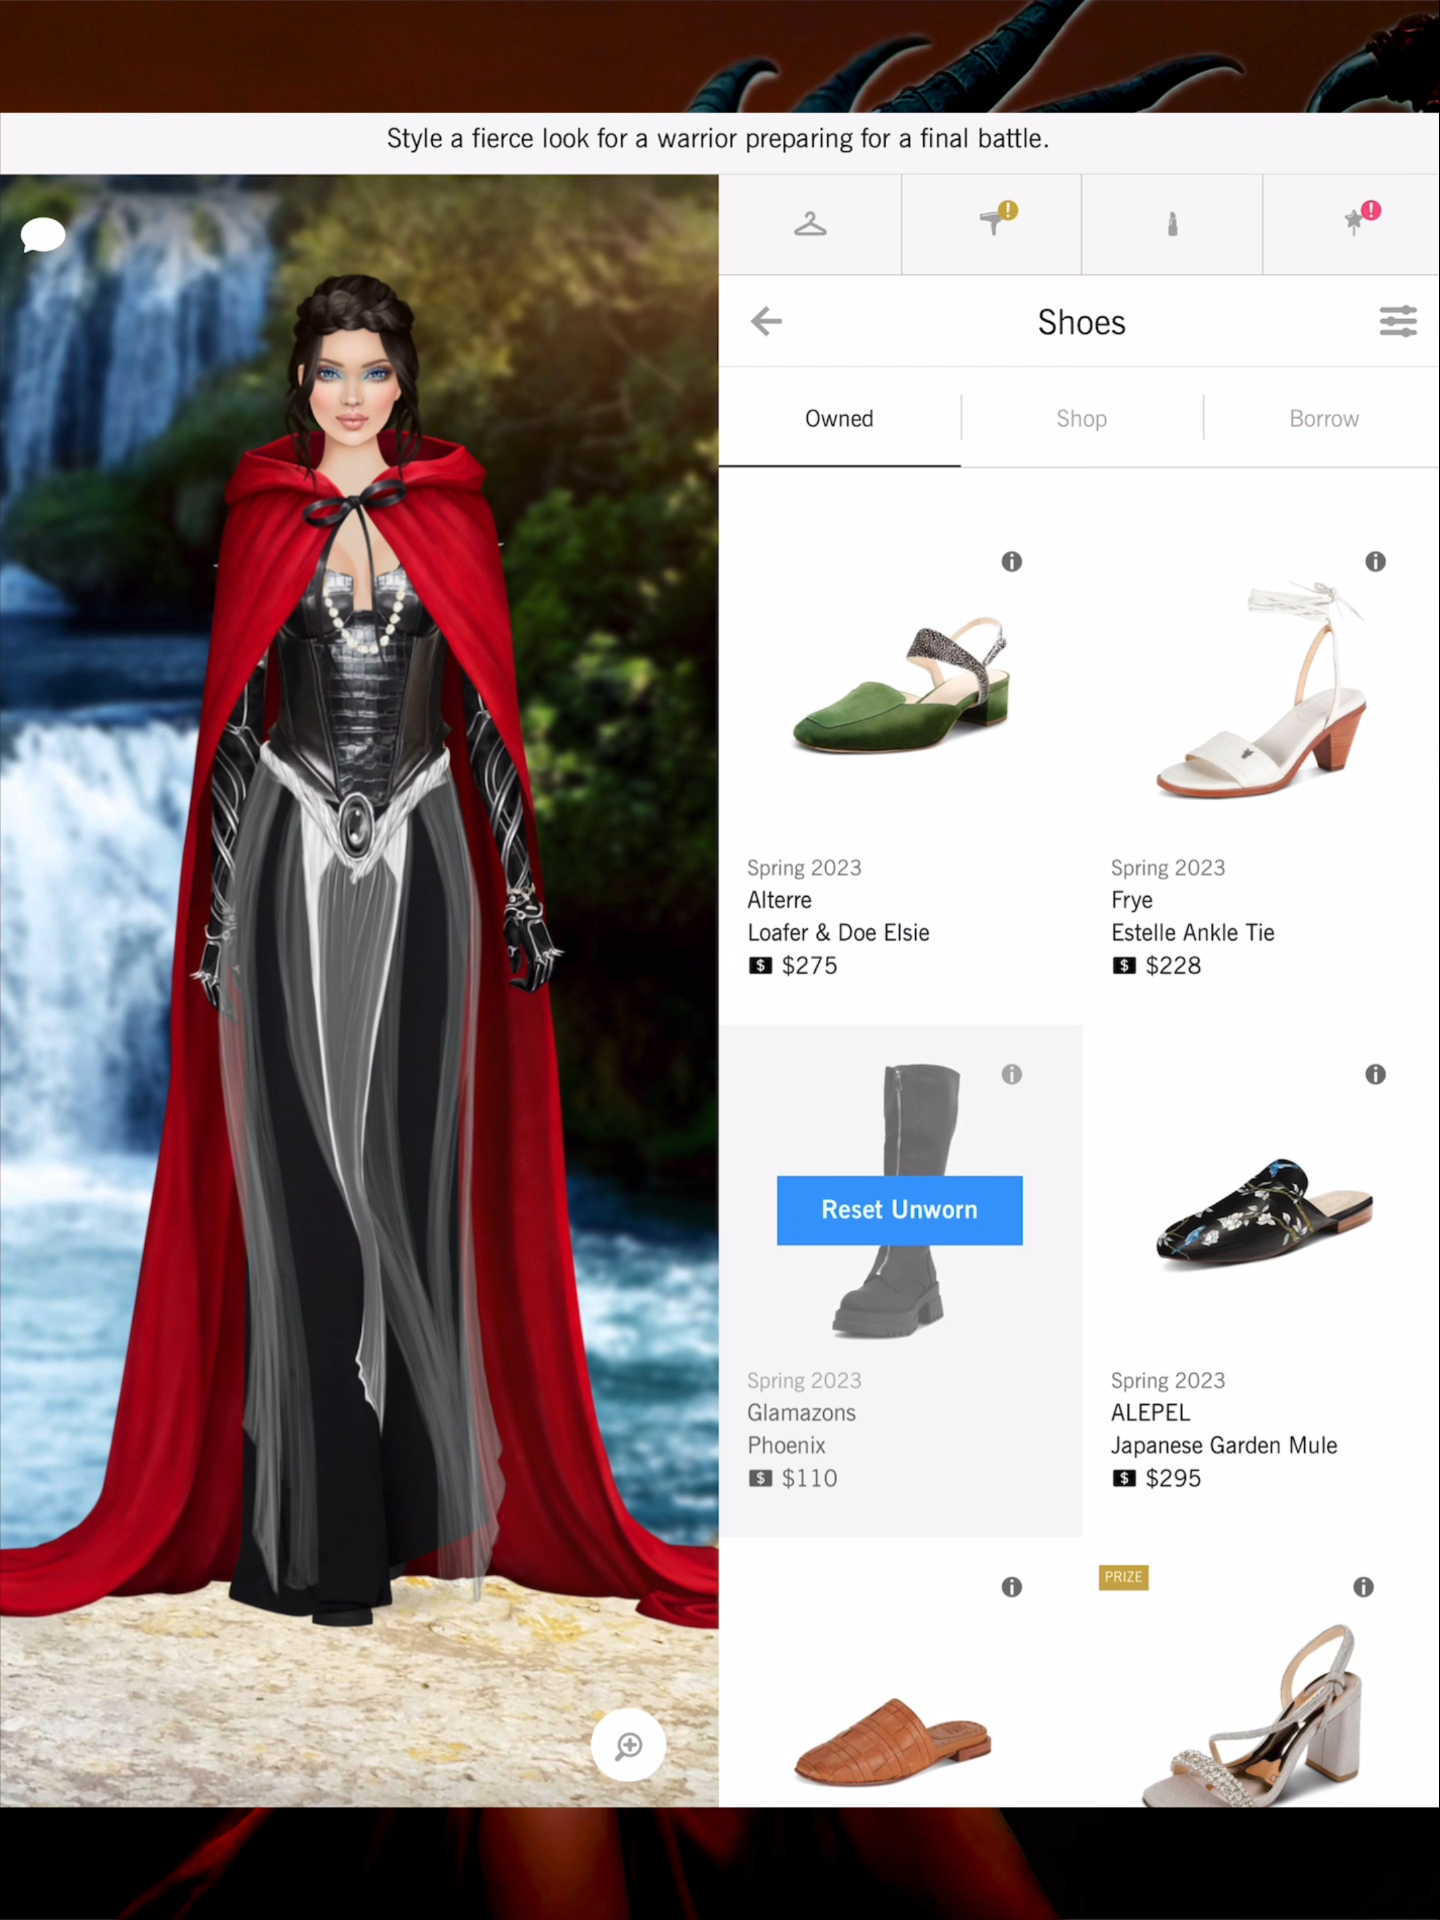 Style a fierce look for a warrior preparing for a final battle.
Shoes
Owned
Shop
Borrow
Spring 2023
Alterre
Loafer & Doe Elsie
$ $275
Spring 2023
Frye
Estelle Ankle Tie
$ $228
Reset Unworn
Spring 2023
Glamazons
Phoenix
$ $110
Spring 2023
ALEPEL
Japanese Garden Mule
$ $295
PRIZE